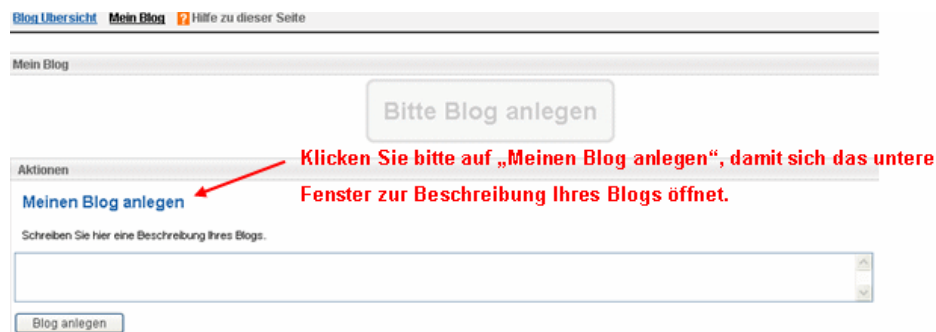 Blog Übersicht Mein Blog ? Hilfe zu dieser Seite
Mein Blog
Bitte Blog anlegen
Klicken Sie bitte auf „Meinen Blog anlegen“, damit sich das untere
Fenster zur Beschreibung Ihres Blogs öffnet.
Aktionen
Meinen Blog anlegen
Schreiben Sie hier eine Beschreibung Ihres Blogs.
Blog anlegen